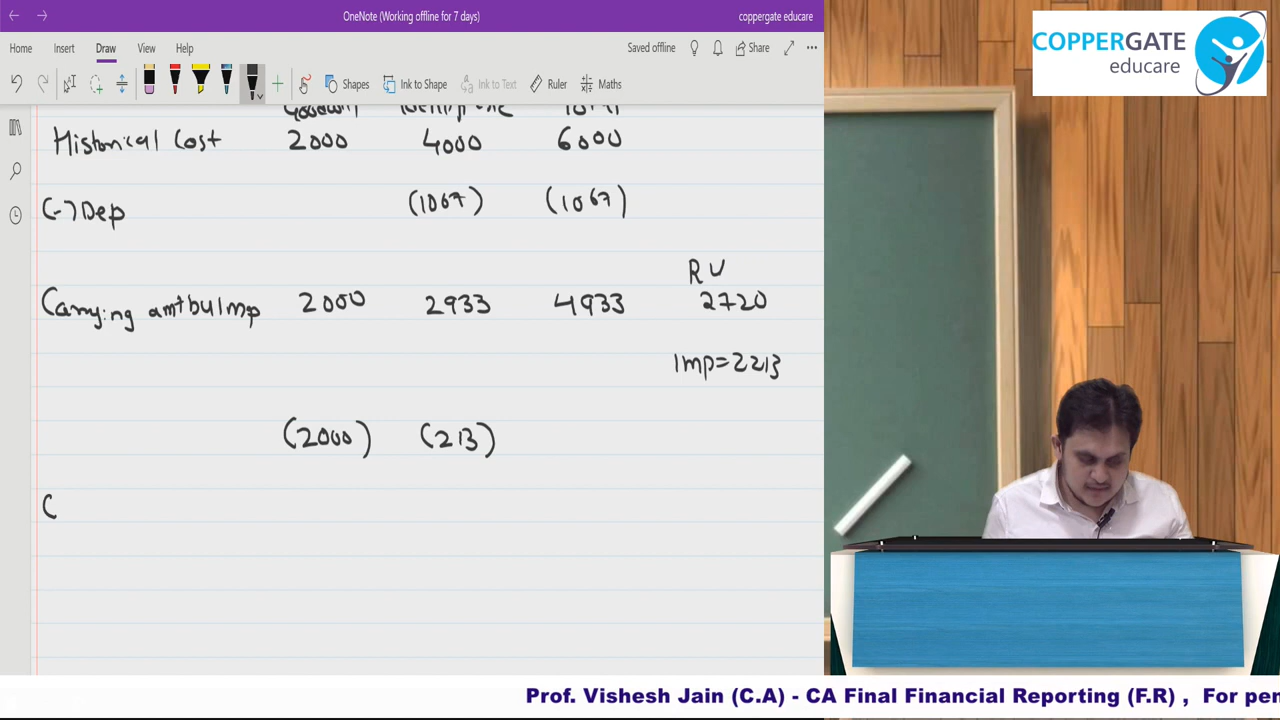 OneNote (Working offline for 7 days)
coppergate educare
Home Insert Draw View Help
Saved offline Share
Shapes Ink to Shape Ink to Text Ruler Maths
COPPERGATE
educare
Historical Cost 2000 4000 6000
(-) Dep (1067) (1067)
RV
Carrying amt b4 Imp 2000 2933 4933 2720
Imp=2213
(2000) (213)
C
Prof. Vishesh Jain (C.A) - CA Final Financial Reporting (F.R) , For pen